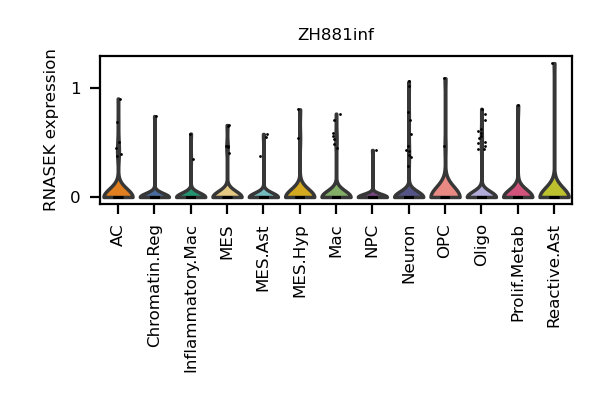 ZH881inf
RNASEK expression
1
0
AC
Chromatin.Reg
Inflammatory.Mac
MES
MES.Ast
MES.Hyp
Mac
NPC
Neuron
OPC
Oligo
Prolif.Metab
Reactive.Ast